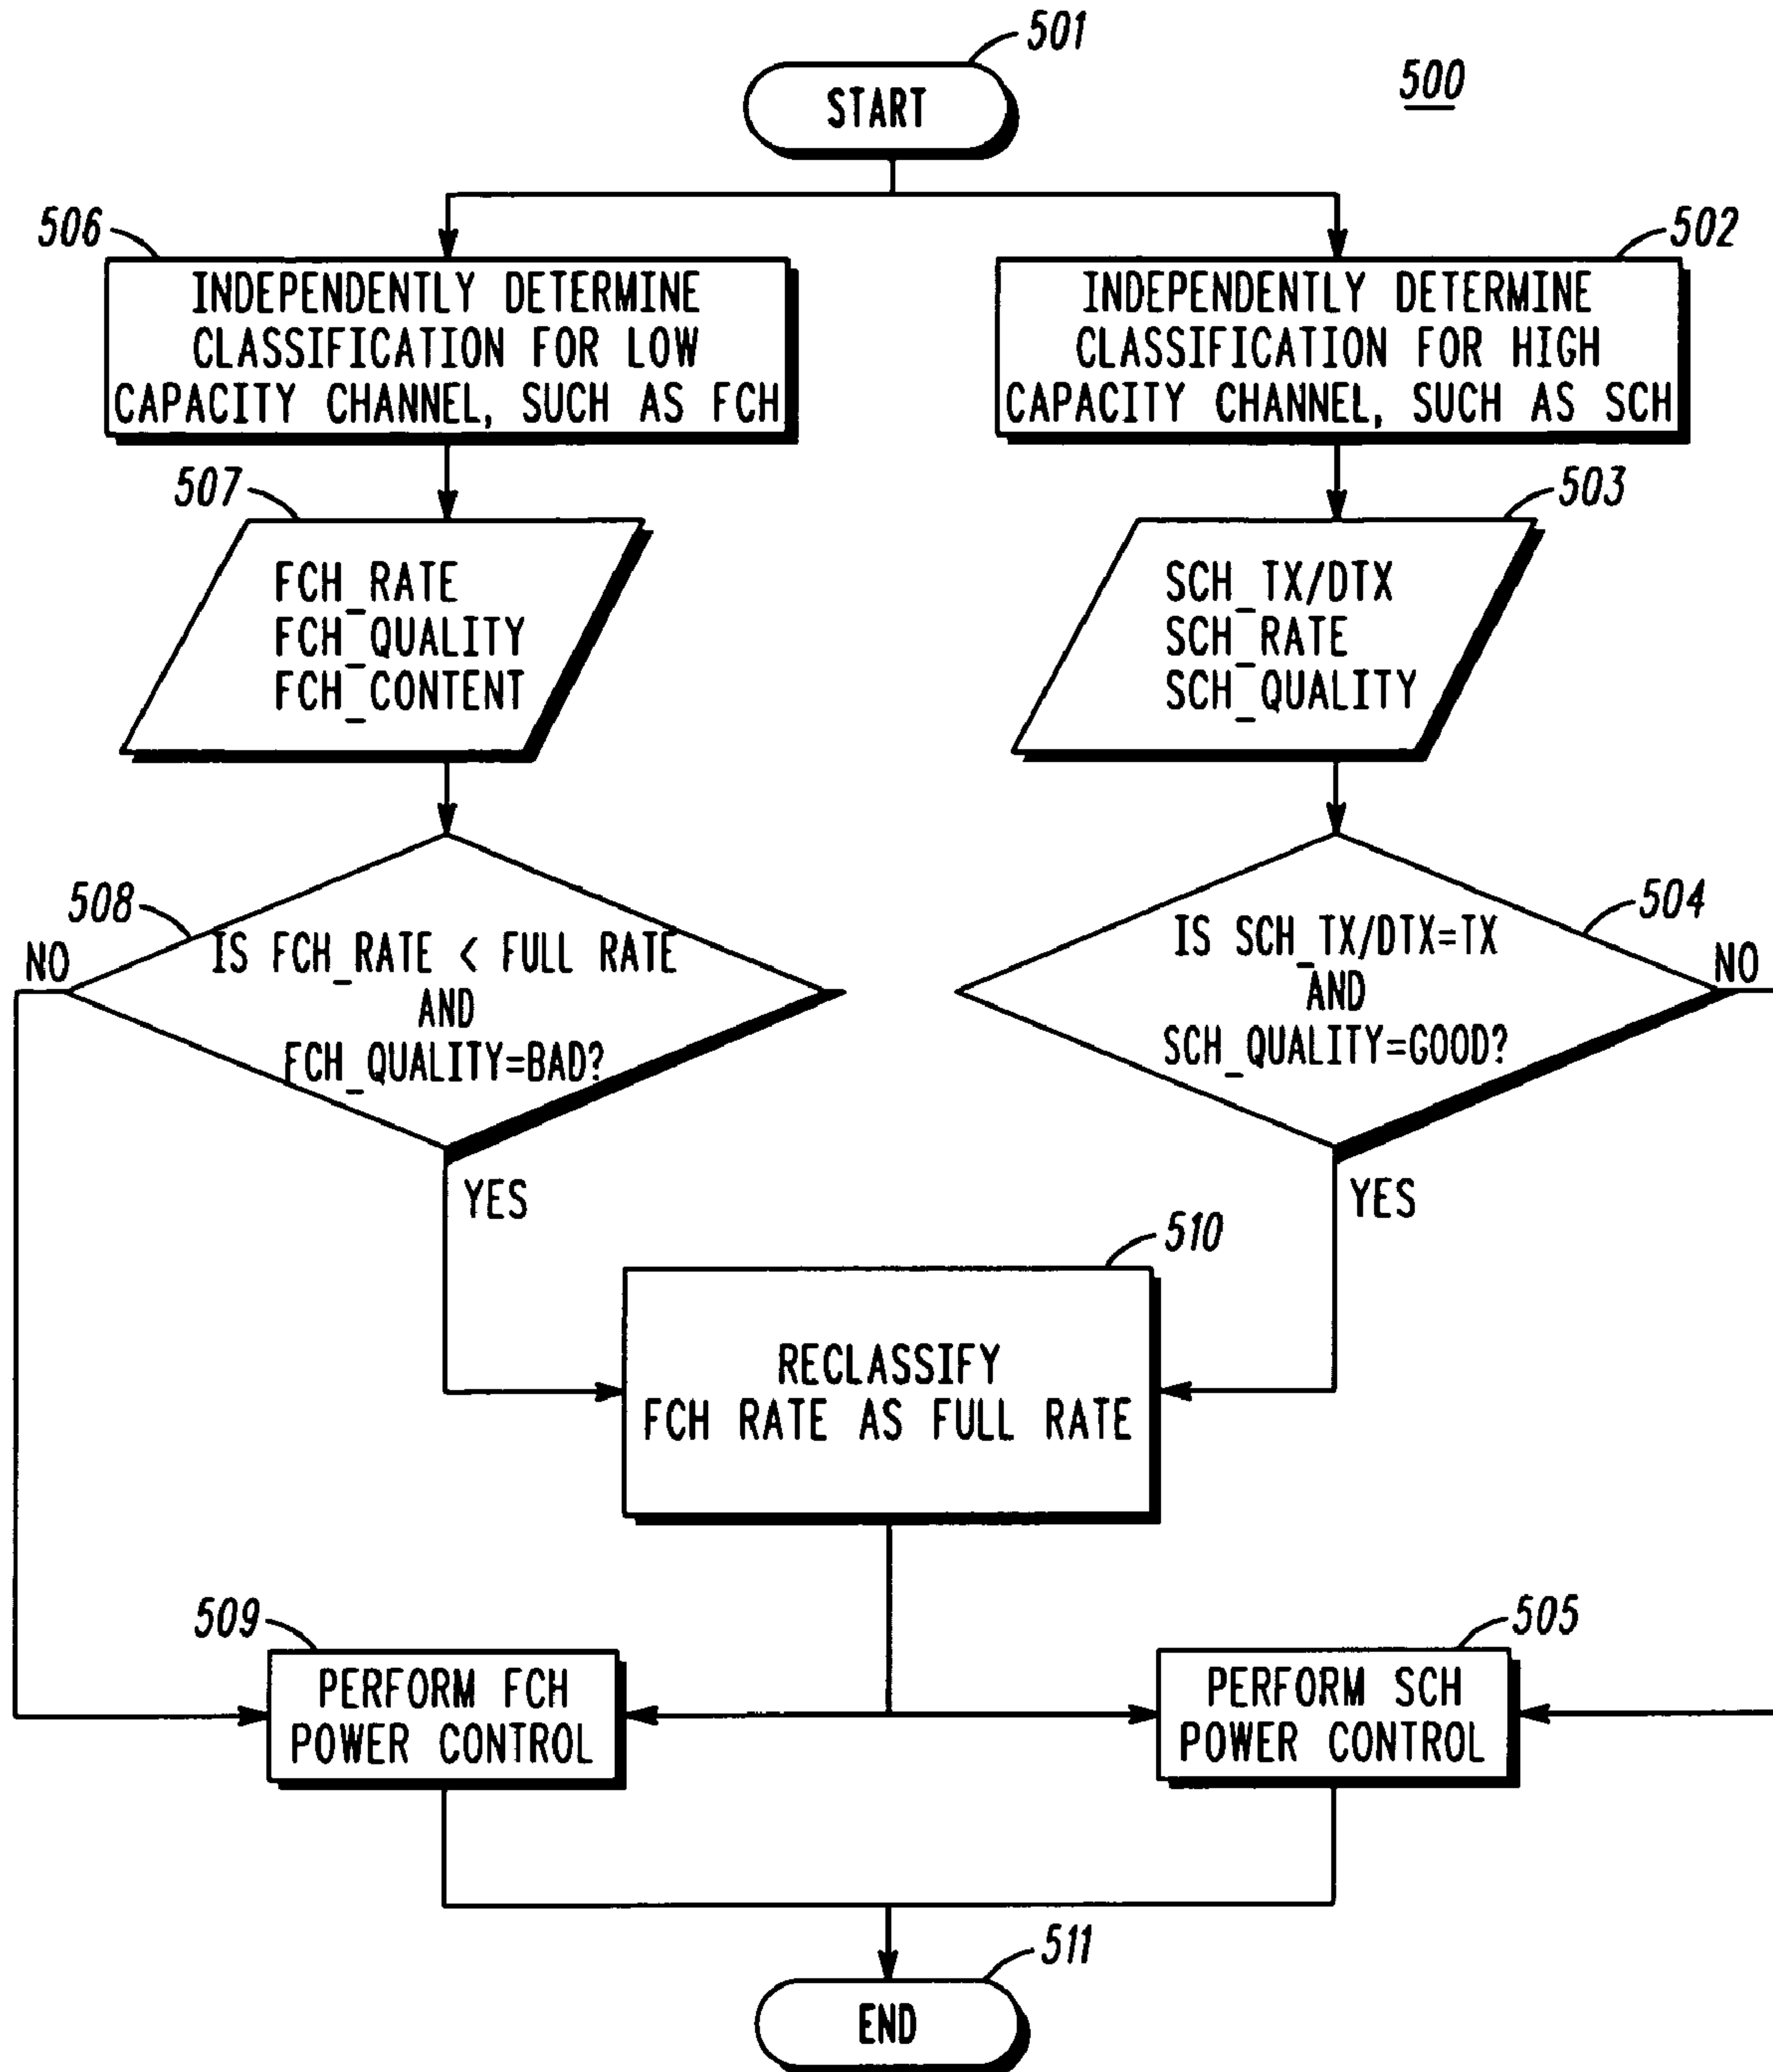 501
500
START
506
502
INDEPENDENTLY DETERMINE
CLASSIFICATION FOR LOW
CAPACITY CHANNEL, SUCH AS FCH
INDEPENDENTLY DETERMINE
CLASSIFICATION FOR HIGH
CAPACITY CHANNEL, SUCH AS SCH
507
503
FCH_RATE
FCH_QUALITY
FCH_CONTENT
SCH_TX/DTX
SCH_RATE
SCH_QUALITY
508
504
NO
IS FCH_RATE < FULL RATE
AND
FCH_QUALITY=BAD?
IS SCH_TX/DTX=TX
AND
SCH_QUALITY=GOOD?
NO
YES
YES
510
RECLASSIFY
FCH RATE AS FULL RATE
509
505
PERFORM FCH
POWER CONTROL
PERFORM SCH
POWER CONTROL
511
END